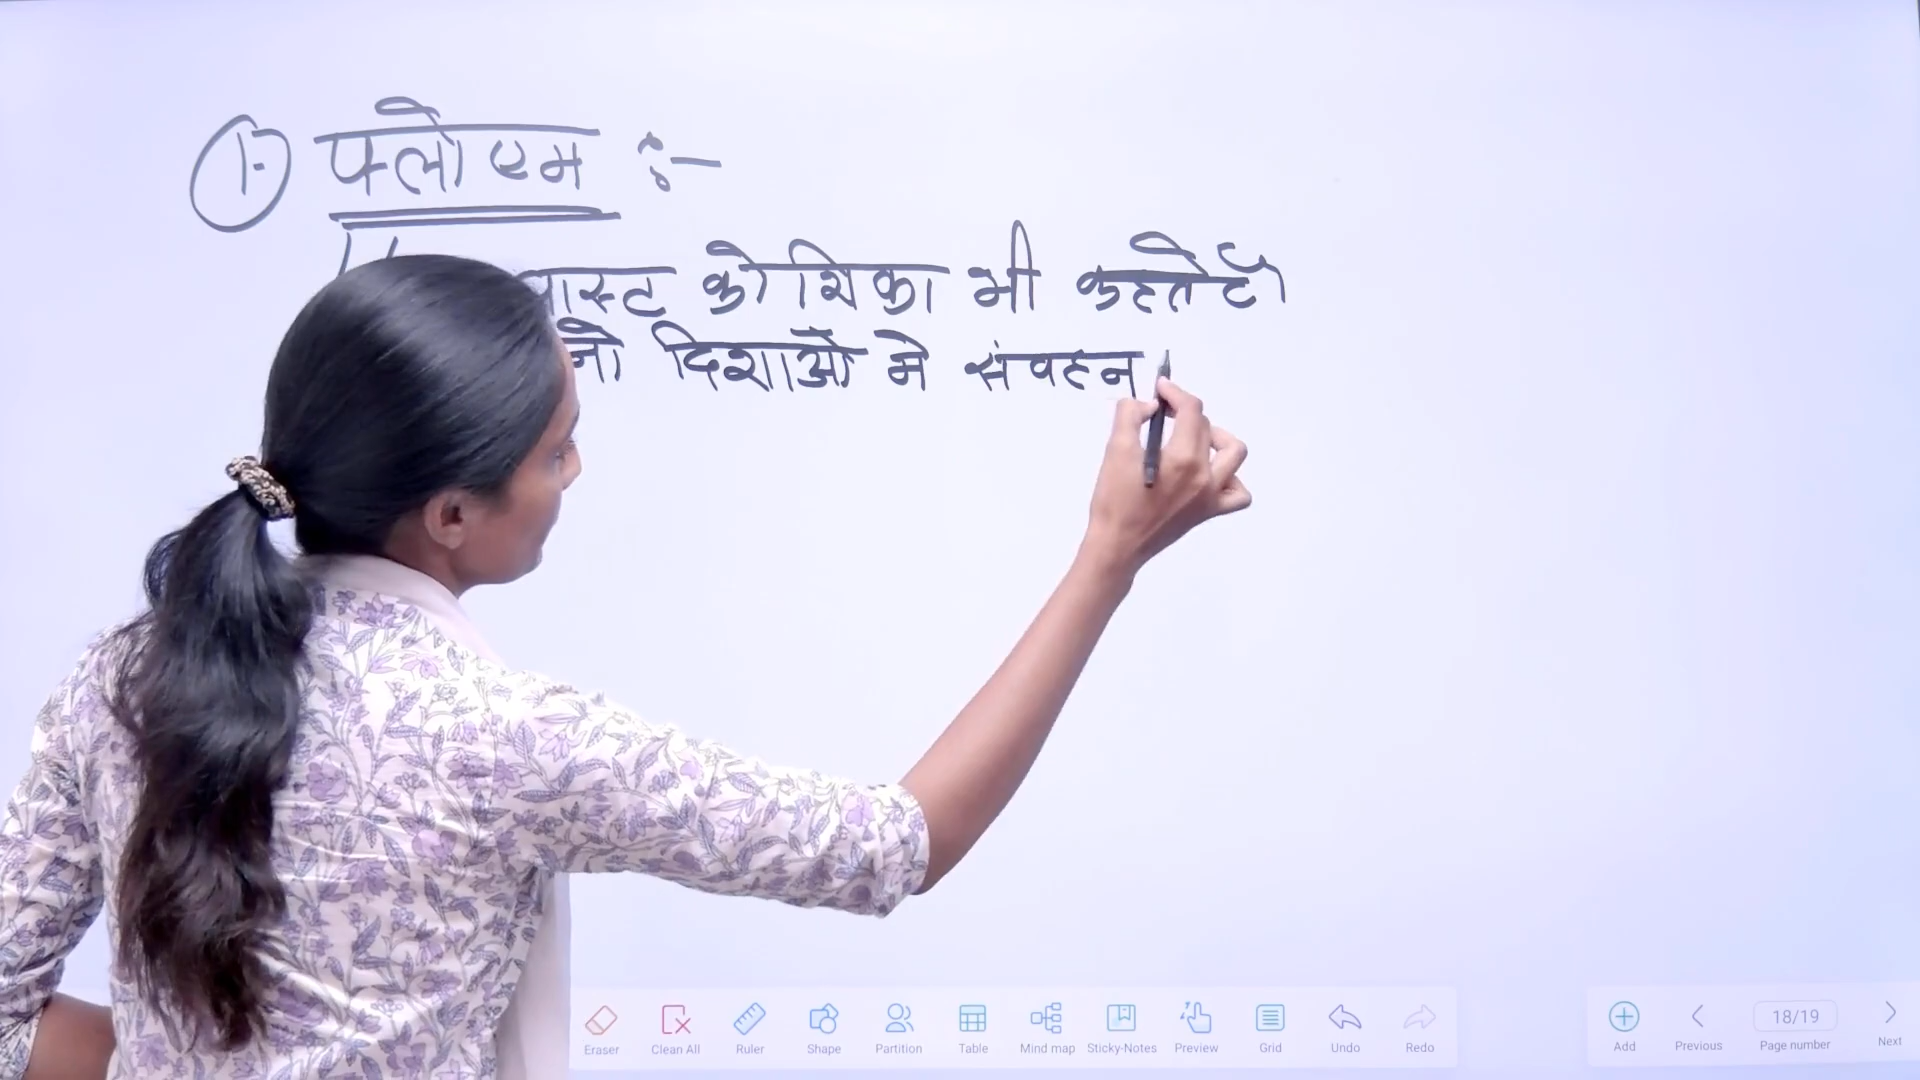 1. फ्लोएम :-
कोशिका भी कहते हैं।
दिशाओं मे संवहन
Eraser Clean All Ruler Shape Partition Table Mind map Sticky-Notes Preview Grid Undo Redo Add Previous 18/19 Page number Next